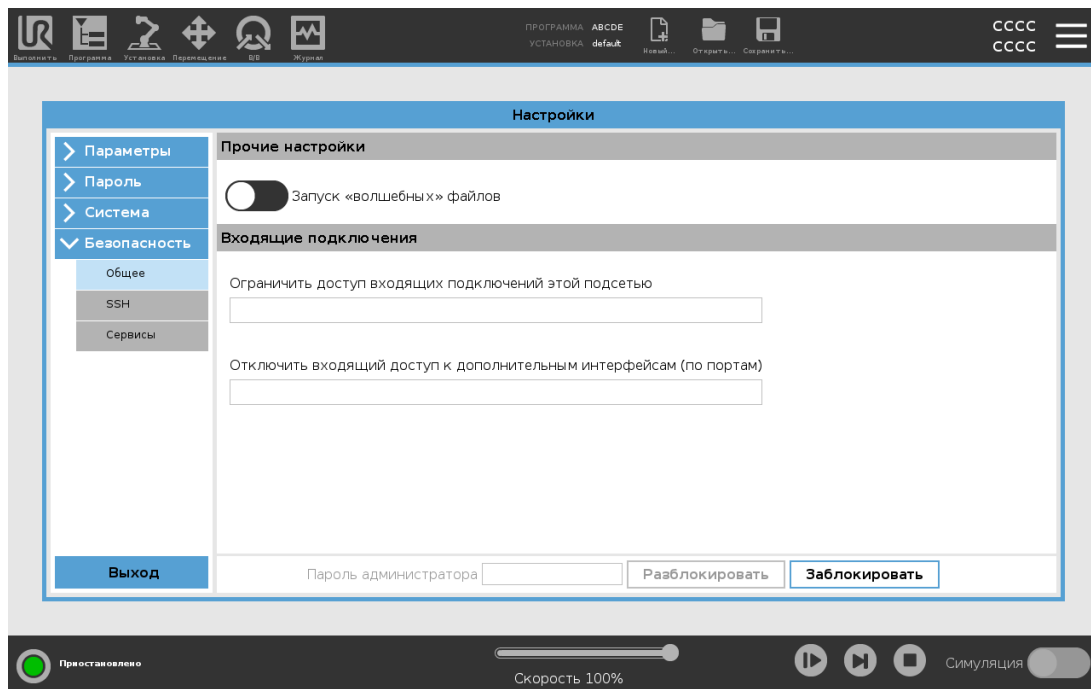 ПРОГРАММА ABCDE
УСТАНОВКА default
CCCC
CCCC
Выполнить Программа Установка Перемещение В/В Журнал
Новый... Открыть... Сохранить...
Настройки
Параметры
Пароль
Система
Безопасность
Общее
SSH
Сервисы
Выход
Прочие настройки
Запуск «волшебных» файлов
Входящие подключения
Ограничить доступ входящих подключений этой подсетью
Отключить входящий доступ к дополнительным интерфейсам (по портам)
Пароль администратора Разблокировать Заблокировать
Приостановлено
Скорость 100%
Симуляция